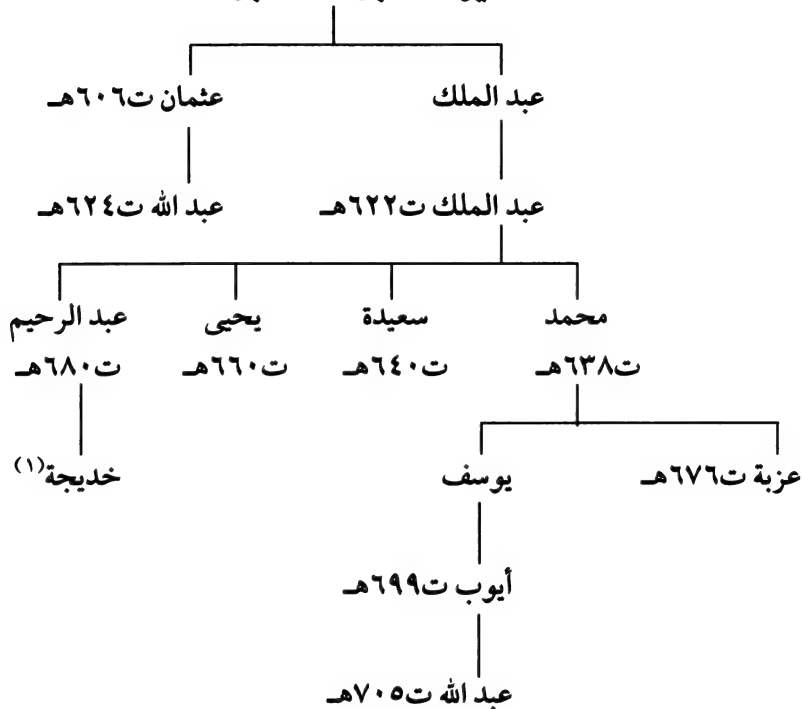 عبد الملك عثمان ت٦٠٦هـ
عبد الملك ت٦٢٢هـ عبد الله ت٦٢٤هـ
محمد سعيدة يحيى عبد الرحيم
ت٦٣٨هـ ت٦٤٠هـ ت٦٦٠هـ ت٦٨٠هـ
عزبة ت٦٧٦هـ يوسف خديجة(١)
أيوب ت٦٩٩هـ
عبد الله ت٧٠٥هـ